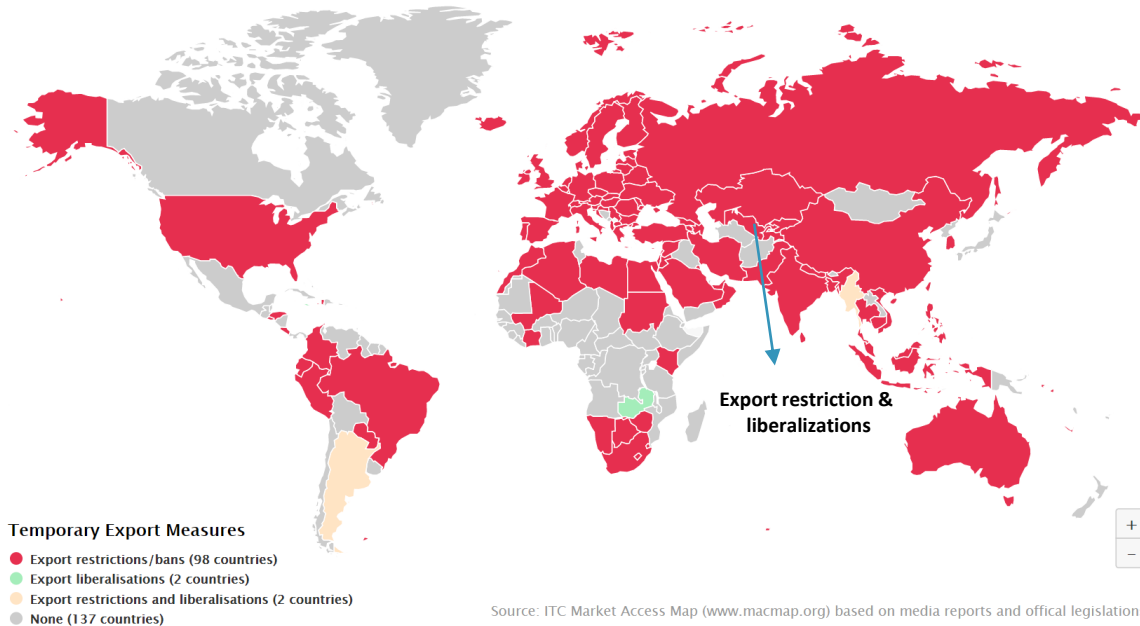 Export restriction &
liberalizations
Temporary Export Measures
Export restrictions/bans (98 countries)
Export liberalisations (2 countries)
Export restrictions and liberalisations (2 countries)
None (137 countries)
Source: ITC Market Access Map (www.macmap.org) based on media reports and offical legislation
+
−